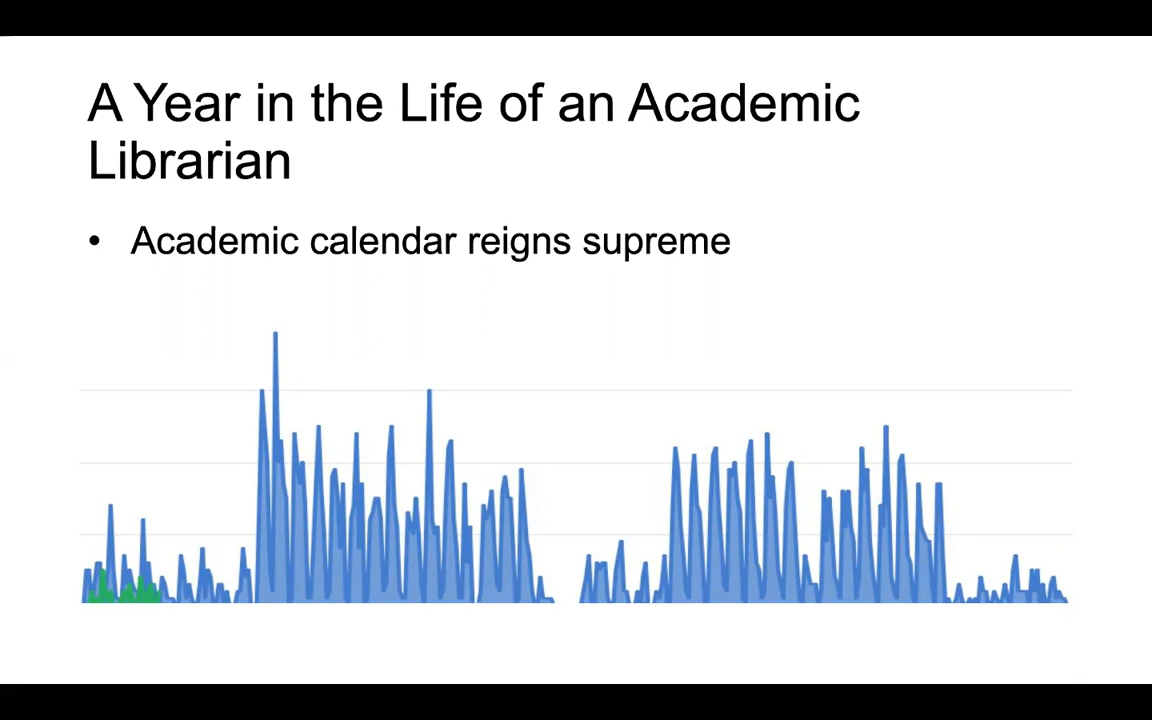 A Year in the Life of an Academic
Librarian
• Academic calendar reigns supreme